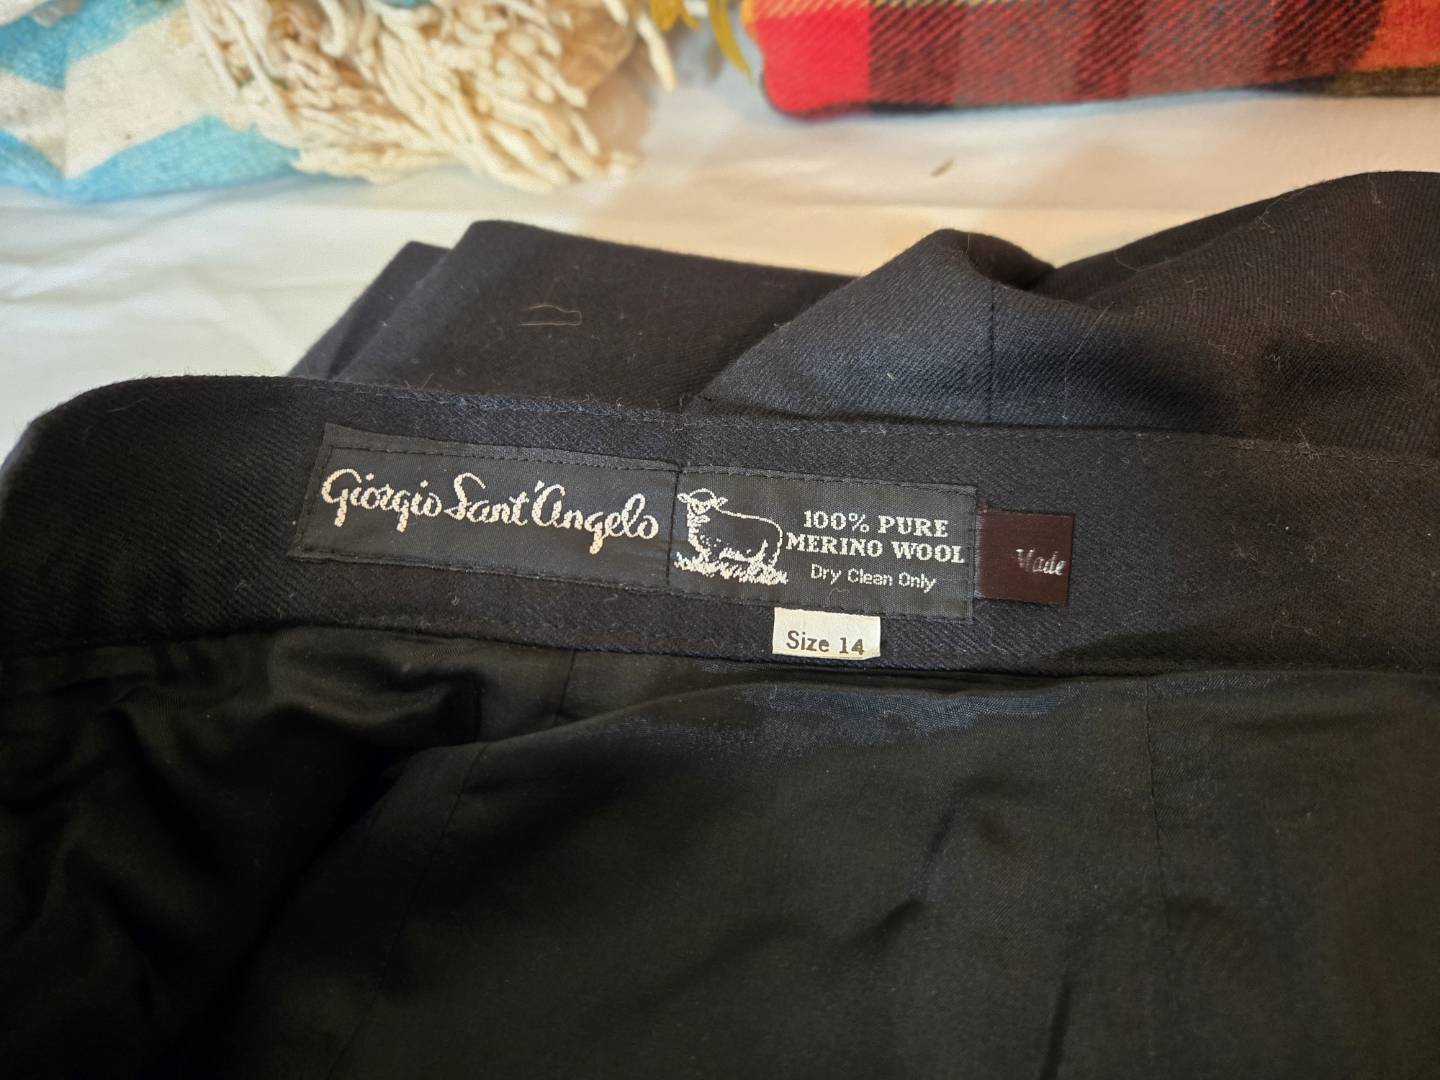 Giorgio Sant'Angelo
100% PURE
MERINO WOOL
Dry Clean Only
Made
Size 14